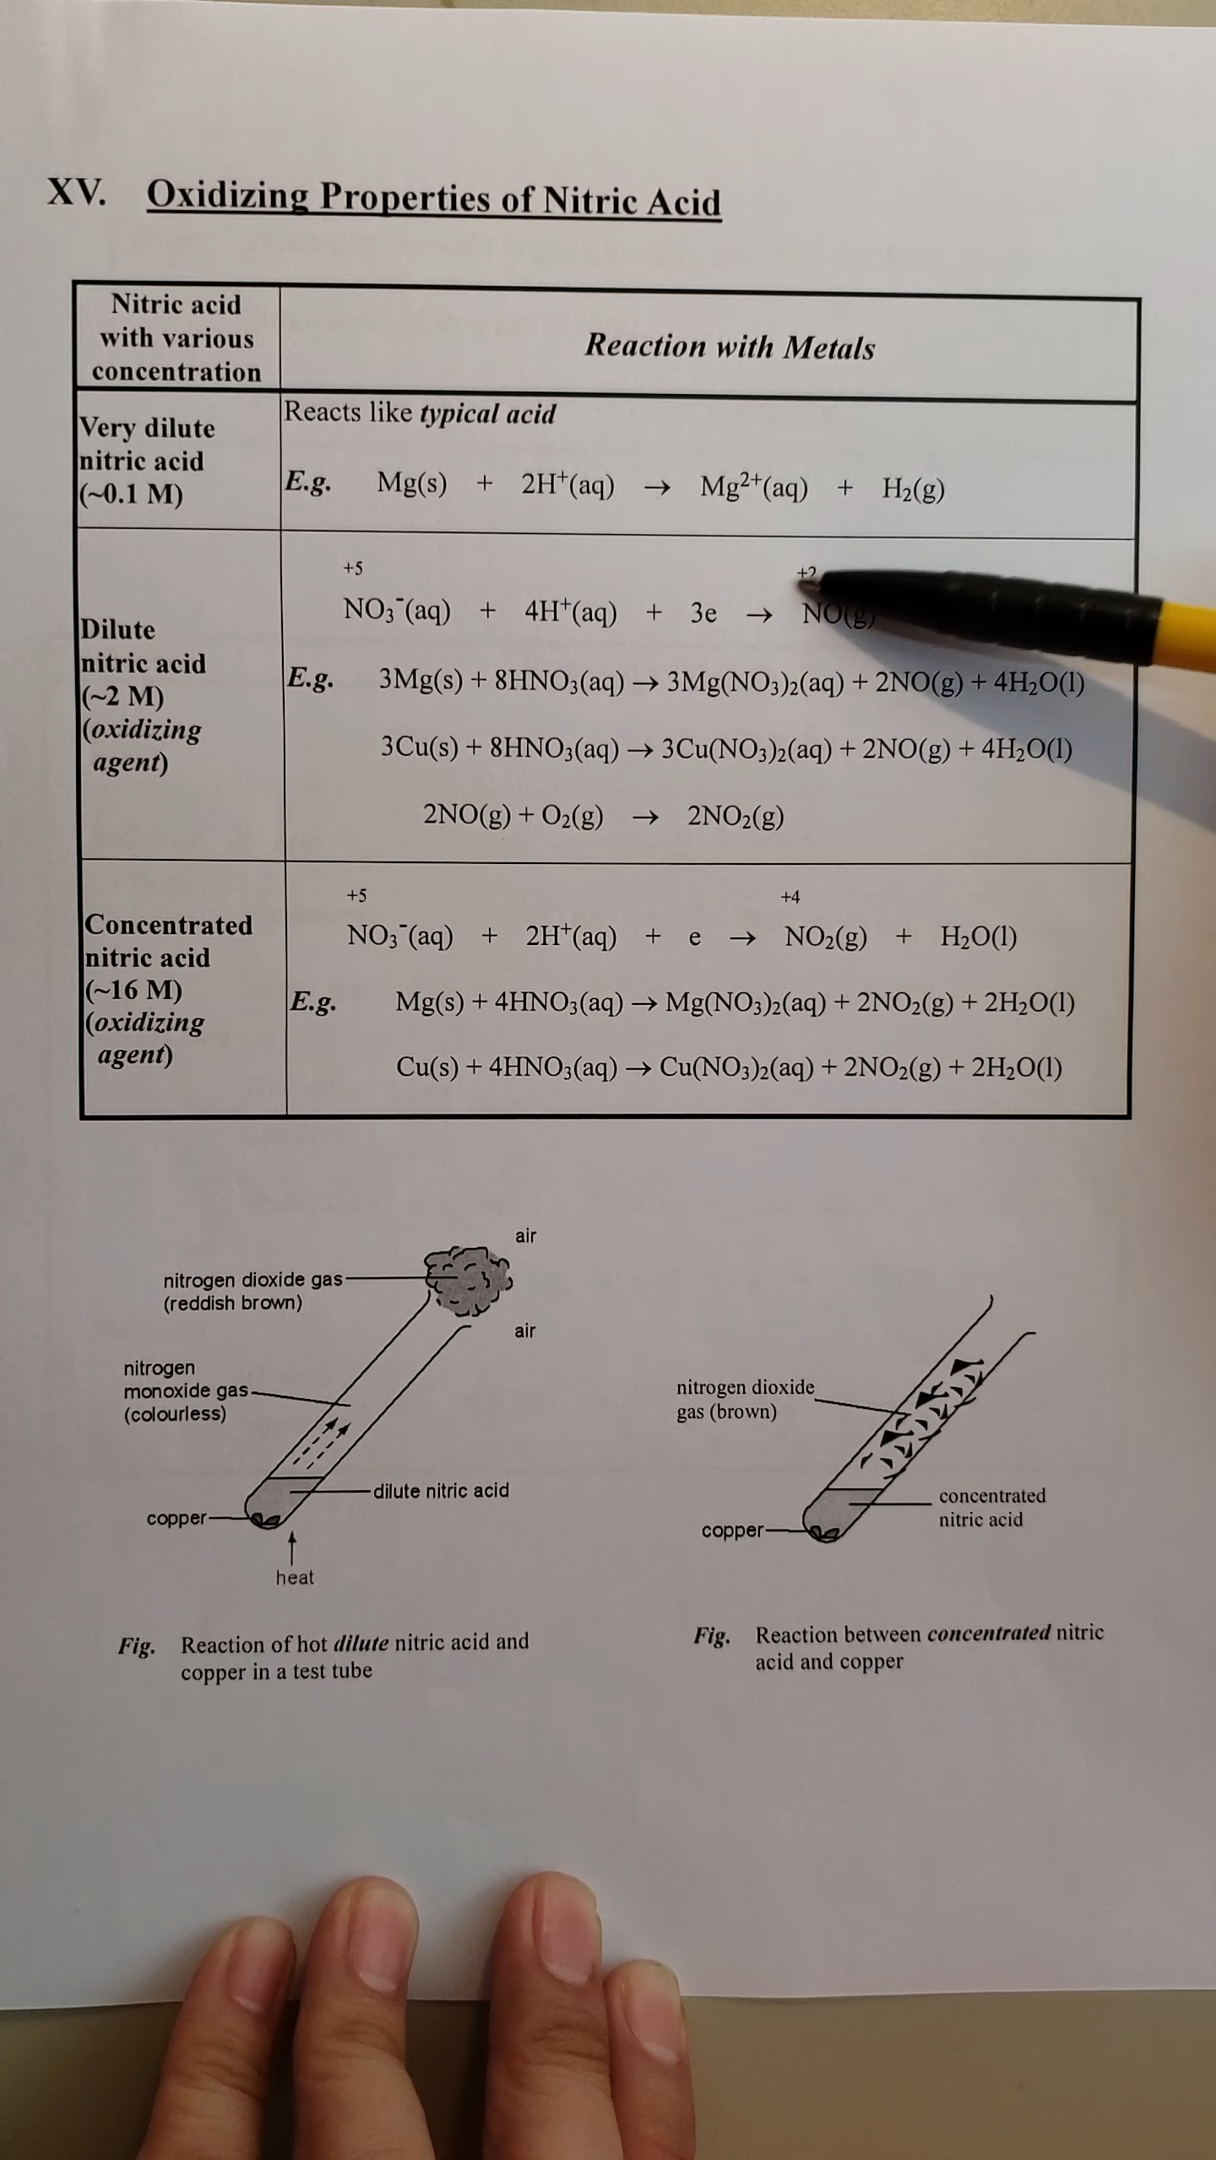 XV. Oxidizing Properties of Nitric Acid
Nitric acid
with various
concentration
Reaction with Metals
Very dilute
nitric acid
(~0.1 M)
Reacts like typical acid
E.g. Mg(s) + 2H⁺(aq) → Mg²⁺(aq) + H₂(g)
Dilute
nitric acid
(~2 M)
(oxidizing
agent)
+5 +2
NO₃⁻(aq) + 4H⁺(aq) + 3e → NO(g)
E.g. 3Mg(s) + 8HNO₃(aq) → 3Mg(NO₃)₂(aq) + 2NO(g) + 4H₂O(l)
3Cu(s) + 8HNO₃(aq) → 3Cu(NO₃)₂(aq) + 2NO(g) + 4H₂O(l)
2NO(g) + O₂(g) → 2NO₂(g)
Concentrated
nitric acid
(~16 M)
(oxidizing
agent)
+5 +4
NO₃⁻(aq) + 2H⁺(aq) + e → NO₂(g) + H₂O(l)
E.g. Mg(s) + 4HNO₃(aq) → Mg(NO₃)₂(aq) + 2NO₂(g) + 2H₂O(l)
Cu(s) + 4HNO₃(aq) → Cu(NO₃)₂(aq) + 2NO₂(g) + 2H₂O(l)
air
nitrogen dioxide gas
(reddish brown)
air
nitrogen
monoxide gas
(colourless)
dilute nitric acid
copper
heat
Fig. Reaction of hot dilute nitric acid and
copper in a test tube
nitrogen dioxide
gas (brown)
concentrated
nitric acid
copper
Fig. Reaction between concentrated nitric
acid and copper